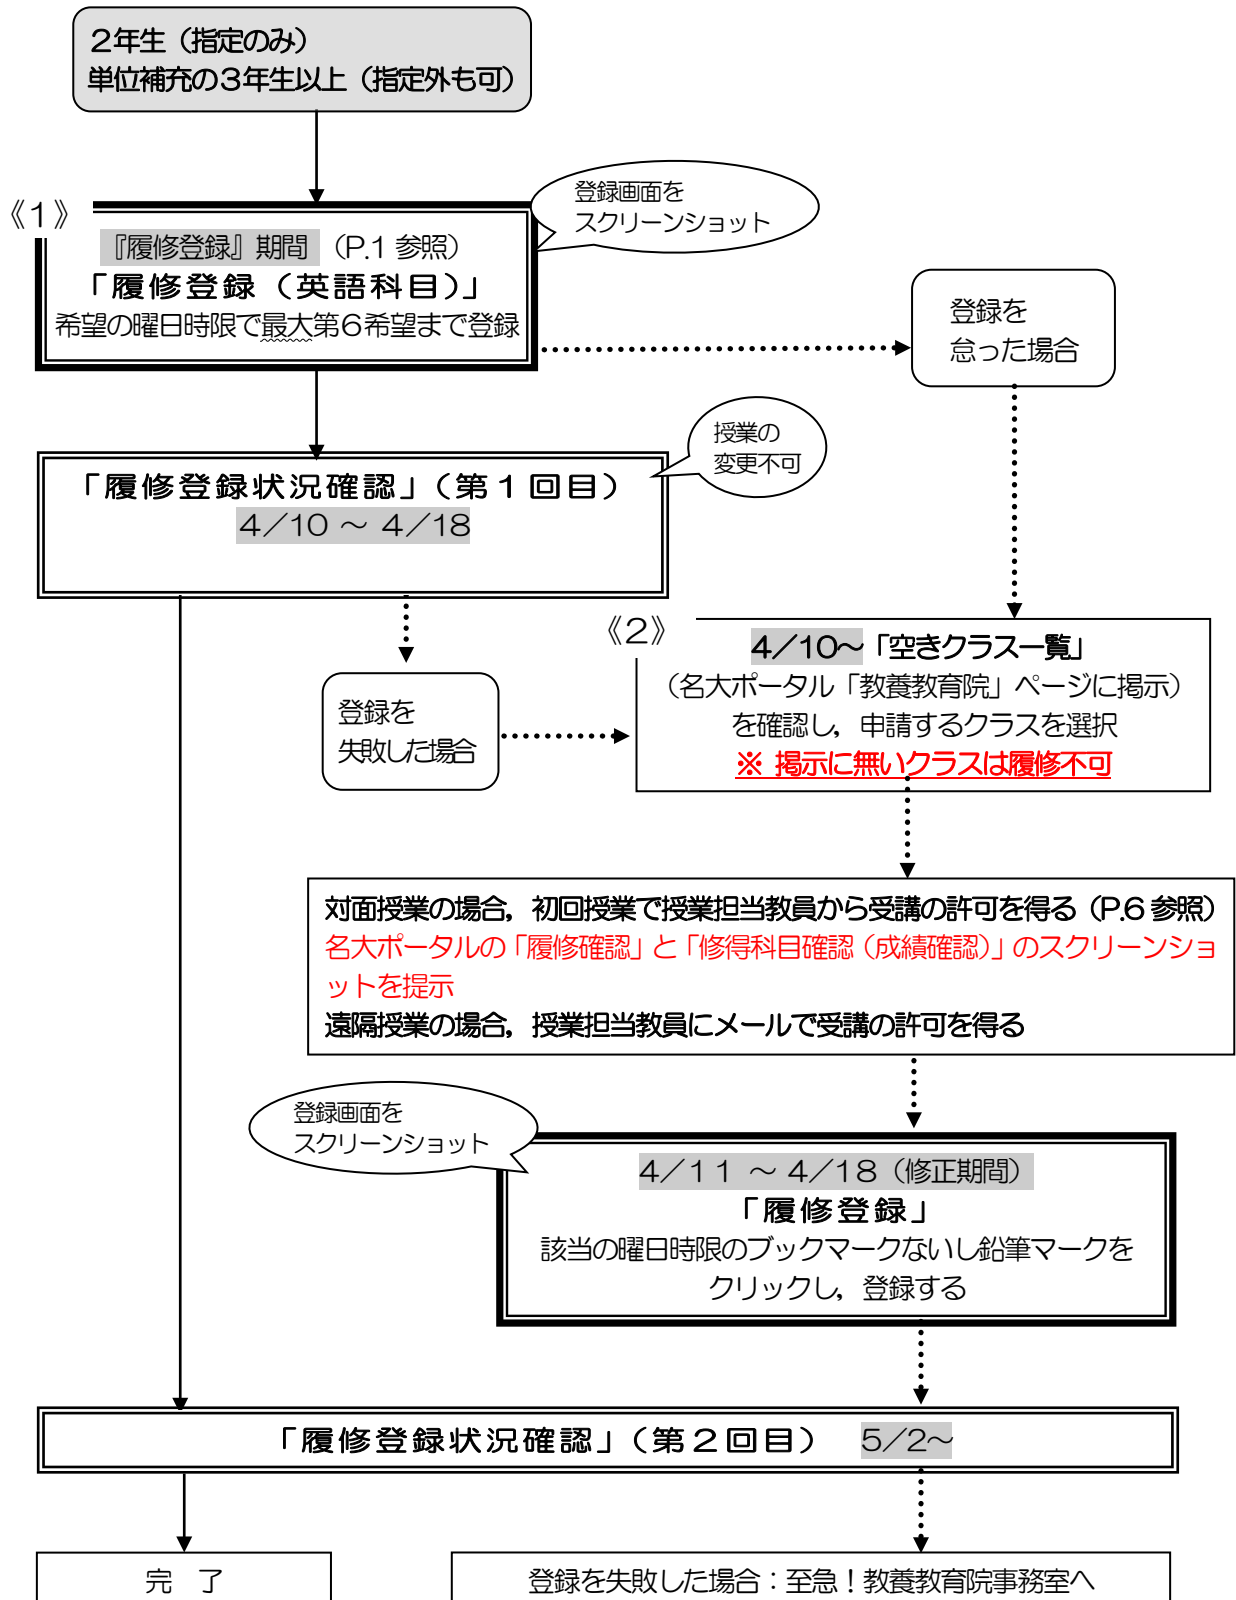 ２年生（指定のみ）
単位補充の３年生以上（指定外も可）
登録画面を
スクリーンショット
《１》
『履修登録』期間　（P.1 参照）
「履修登録（英語科目）」
希望の曜日時限で最大第６希望まで登録
登録を
怠った場合
授業の
変更不可
「履修登録状況確認」（第１回目）
４／１０ ～ ４／１８
《２》
４／１０～「空きクラス一覧」
（名大ポータル「教養教育院」ページに掲示）
を確認し，申請するクラスを選択
※ 掲示に無いクラスは履修不可
登録を
失敗した場合
対面授業の場合，初回授業で授業担当教員から受講の許可を得る（P.6 参照）
名大ポータルの「履修確認」と「修得科目確認（成績確認）」のスクリーンショ
ットを提示
遠隔授業の場合，授業担当教員にメールで受講の許可を得る
登録画面を
スクリーンショット
４／１１ ～ ４／１８（修正期間）
「履修登録」
該当の曜日時限のブックマークないし鉛筆マークを
クリックし，登録する
「履修登録状況確認」（第２回目）　５／２～
完　了
登録を失敗した場合：至急！教養教育院事務室へ